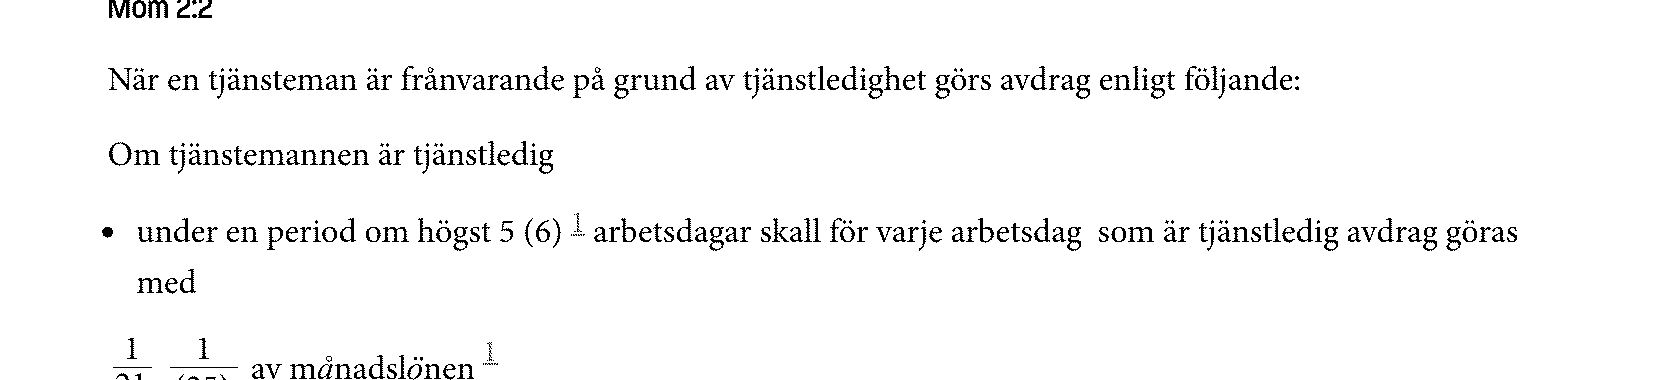 Mom 2:2
När en tjänsteman är frånvarande på grund av tjänstledighet görs avdrag enligt följande:
Om tjänstemannen är tjänstledig
• under en period om högst 5 (6) 1 arbetsdagar skall för varje arbetsdag som är tjänstledig avdrag göras
med
1/21 1/(25) av månadslönen 1